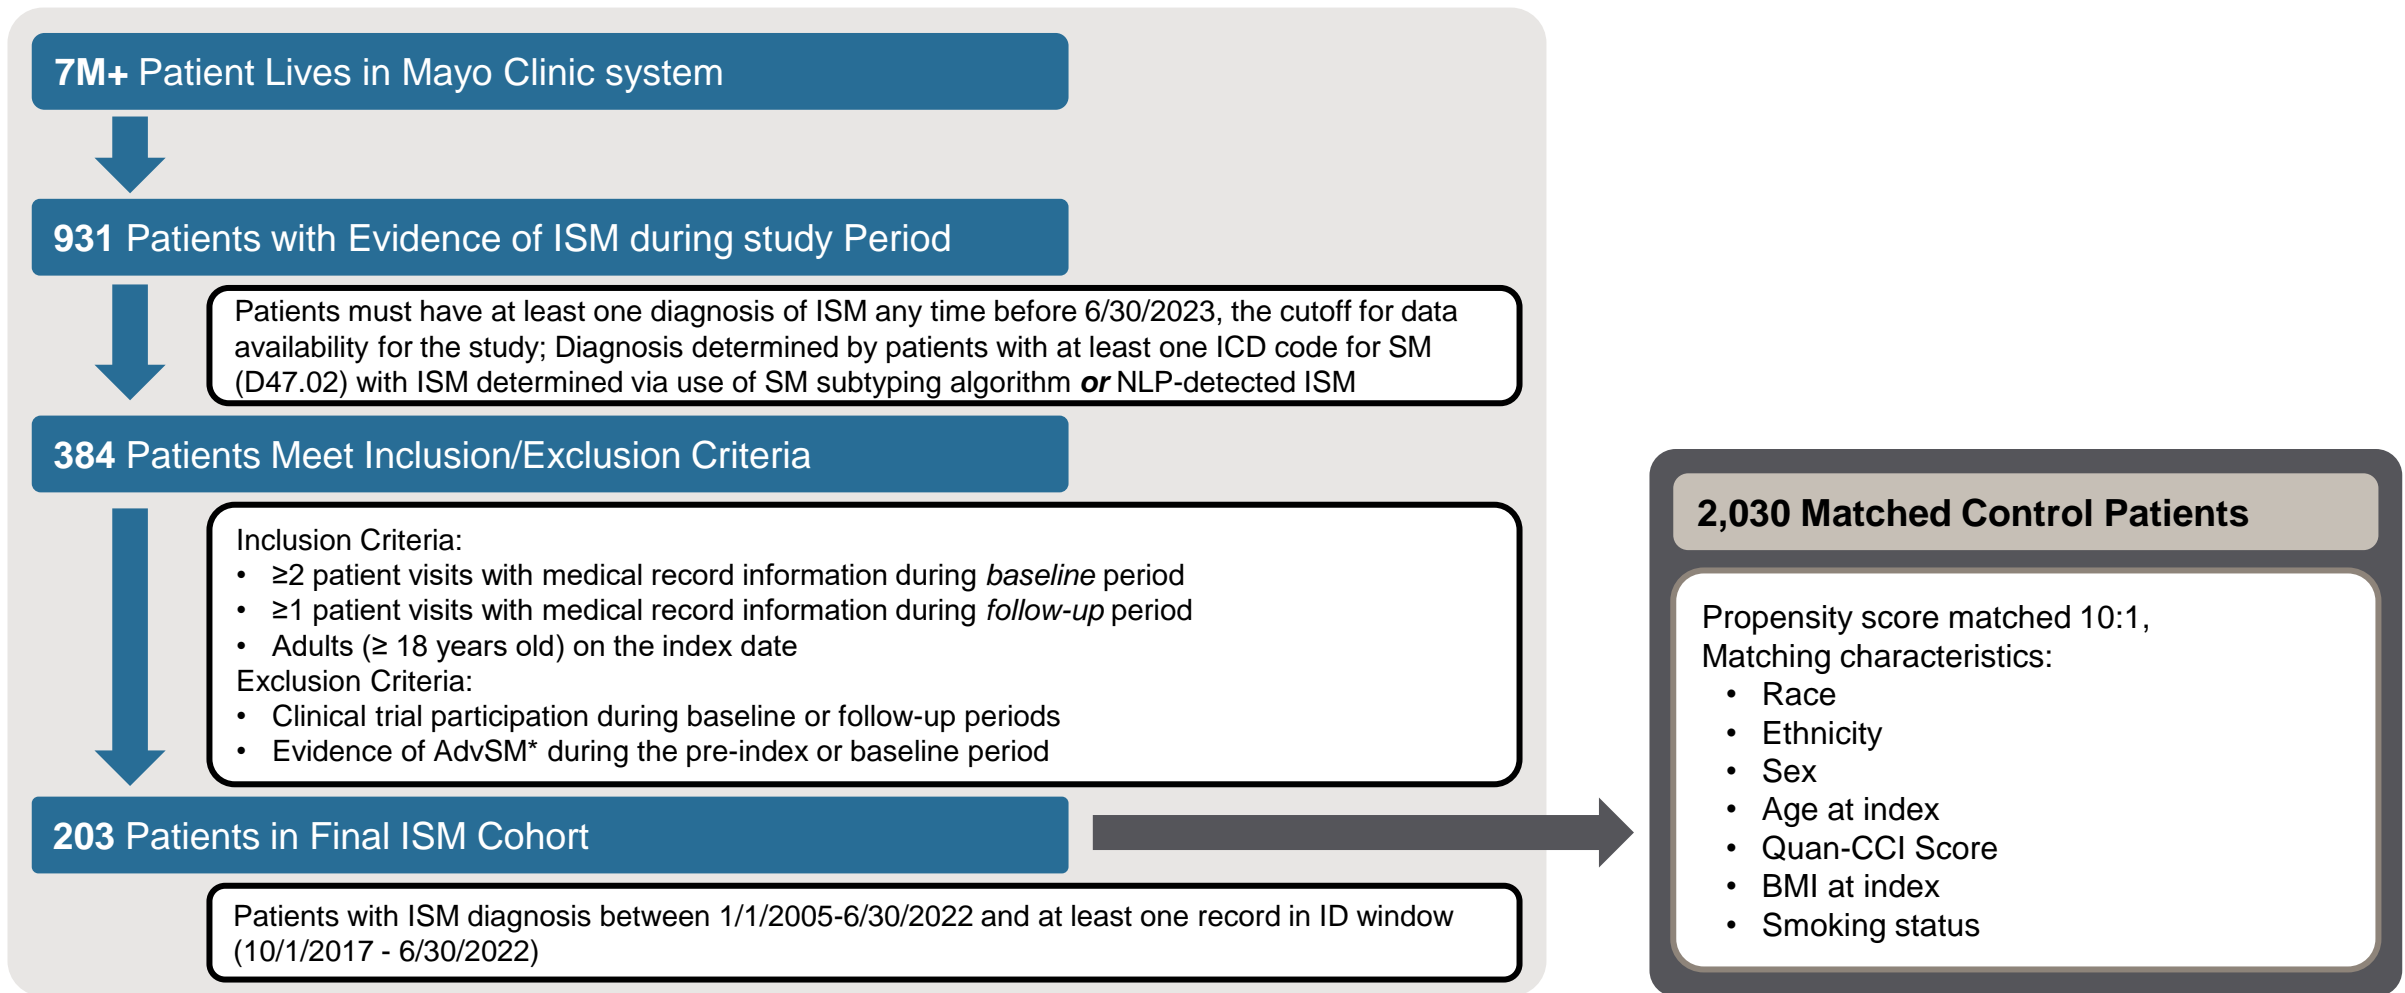 7M+ Patient Lives in Mayo Clinic system
931 Patients with Evidence of ISM during study Period
Patients must have at least one diagnosis of ISM any time before 6/30/2023, the cutoff for data
availability for the study; Diagnosis determined by patients with at least one ICD code for SM
(D47.02) with ISM determined via use of SM subtyping algorithm or NLP-detected ISM
384 Patients Meet Inclusion/Exclusion Criteria
Inclusion Criteria:
• ≥2 patient visits with medical record information during baseline period
• ≥1 patient visits with medical record information during follow-up period
• Adults (≥ 18 years old) on the index date
Exclusion Criteria:
• Clinical trial participation during baseline or follow-up periods
• Evidence of AdvSM* during the pre-index or baseline period
203 Patients in Final ISM Cohort
Patients with ISM diagnosis between 1/1/2005-6/30/2022 and at least one record in ID window
(10/1/2017 - 6/30/2022)
2,030 Matched Control Patients
Propensity score matched 10:1,
Matching characteristics:
• Race
• Ethnicity
• Sex
• Age at index
• Quan-CCI Score
• BMI at index
• Smoking status